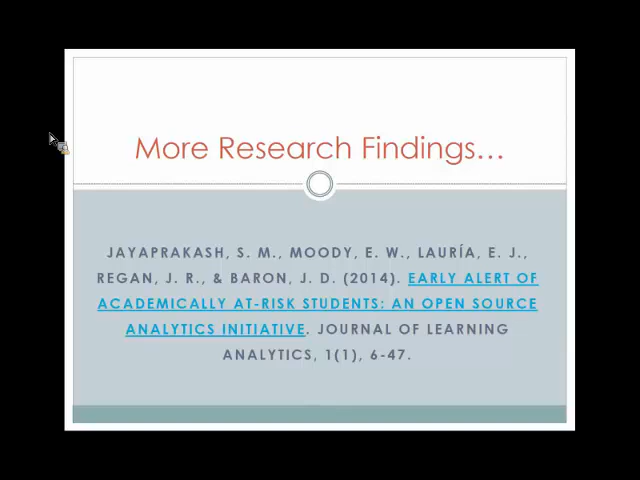 More Research Findings…
JAYAPRAKASH, S. M., MOODY, E. W., LAURÍA, E. J.,
REGAN, J. R., & BARON, J. D. (2014). EARLY ALERT OF
ACADEMICALLY AT-RISK STUDENTS: AN OPEN SOURCE
ANALYTICS INITIATIVE. JOURNAL OF LEARNING
ANALYTICS, 1(1), 6-47.